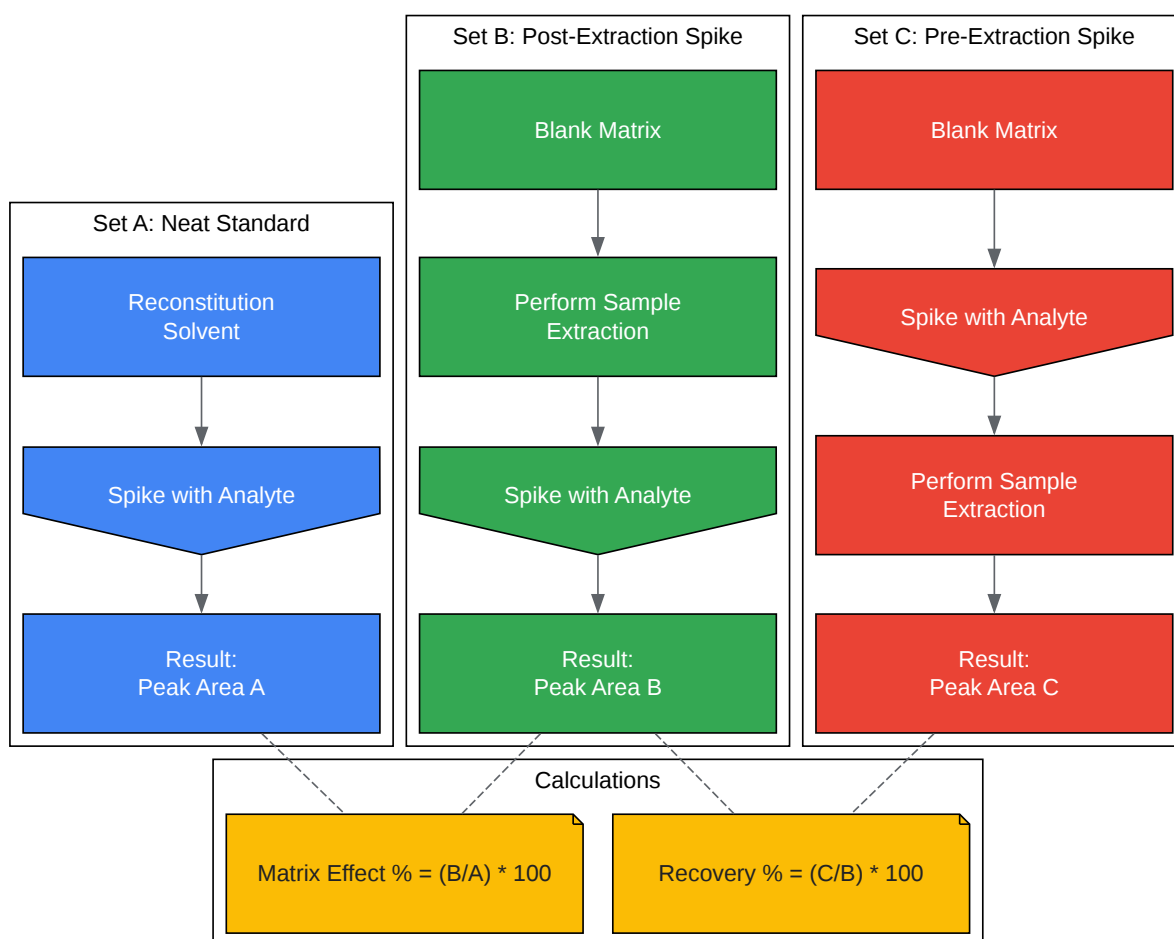 Set A: Neat Standard
Reconstitution
Solvent
Spike with Analyte
Result:
Peak Area A
Set B: Post-Extraction Spike
Blank Matrix
Perform Sample
Extraction
Spike with Analyte
Result:
Peak Area B
Set C: Pre-Extraction Spike
Blank Matrix
Spike with Analyte
Perform Sample
Extraction
Result:
Peak Area C
Calculations
Matrix Effect % = (B/A) * 100
Recovery % = (C/B) * 100